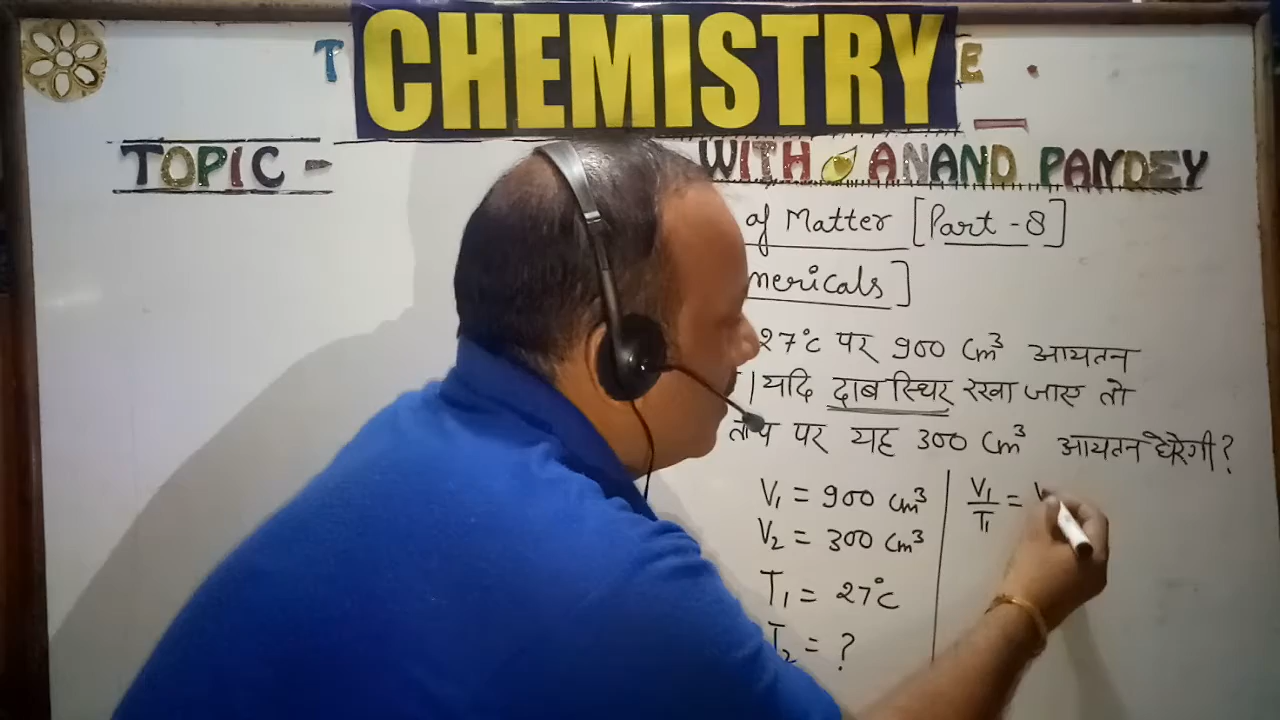 T CHEMISTRY E
TOPIC - WITH ANAND PANDEY
of Matter [Part-8]
mericals]
27°C पर 900 Cm³ आयतन
। यदि दाब स्थिर रखा जाए तो
ताप पर यह 300 Cm³ आयतन घेरेगी?
V₁ = 900 Cm³
V₂ = 300 Cm³
T₁ = 27°C
T₂ = ?
V₁/T₁ =